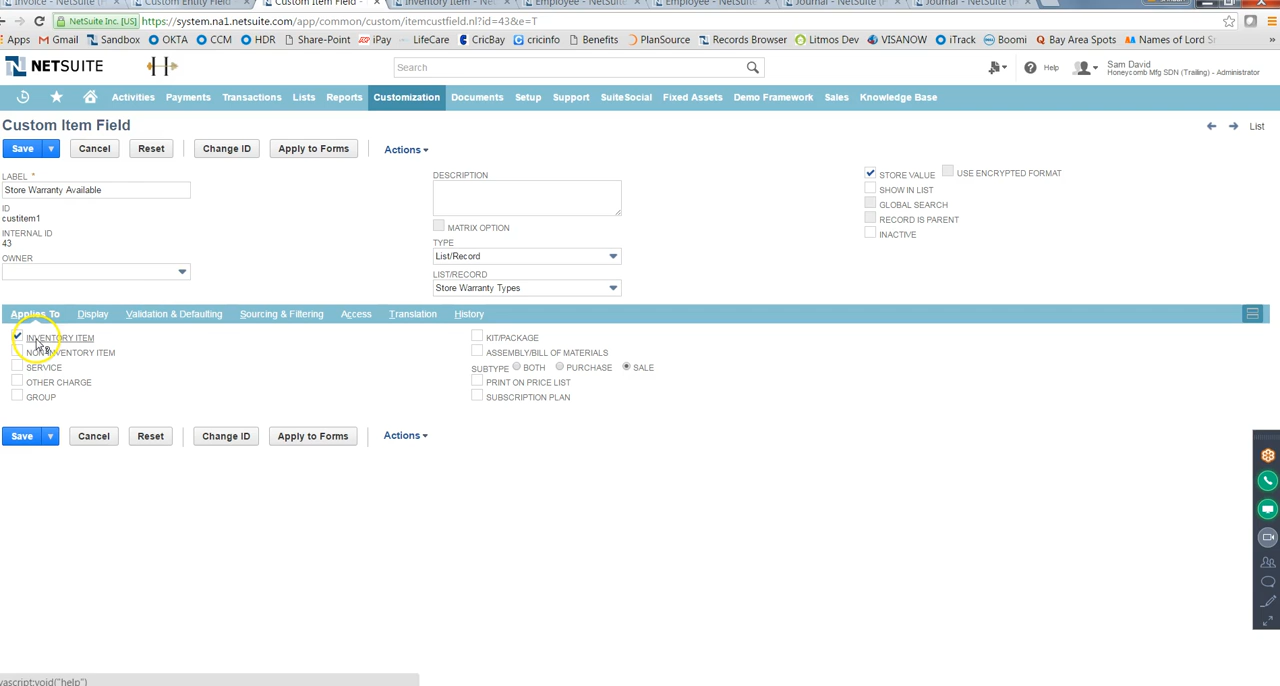 Invoice - NetSuite (M
Custom Entity Field
Custom Item Field -
Inventory Item - NetS
Employee - NetSuite
Employee - NetSuite
NetSuite
Journal - NetSuite
Journal - NetSuite
NetSuite Inc. [US] https://system.na1.netsuite.com/app/common/custom/itemcustfield.nl?id=43&e=T
Apps Gmail Sandbox OKTA CCM HDR Share-Point iPay LifeCare CricBay cricinfo Benefits PlanSource Records Browser Litmos Dev VISANOW iTrack Boomi Bay Area Spots Names of Lord »
NETSUITE
Search
Help
Sam David
Honeycomb Mfg SDN (Trailing) - Administrator
Activities Payments Transactions Lists Reports Customization Documents Setup Support SuiteSocial Fixed Assets Demo Framework Sales Knowledge Base
Custom Item Field
List
Save Cancel Reset Change ID Apply to Forms Actions
LABEL *
Store Warranty Available
ID
custitem1
INTERNAL ID
43
OWNER
DESCRIPTION
MATRIX OPTION
TYPE
List/Record
LIST/RECORD
Store Warranty Types
STORE VALUE
USE ENCRYPTED FORMAT
SHOW IN LIST
GLOBAL SEARCH
RECORD IS PARENT
INACTIVE
Applies To Display Validation & Defaulting Sourcing & Filtering Access Translation History
INVENTORY ITEM
NON-INVENTORY ITEM
SERVICE
OTHER CHARGE
GROUP
KIT/PACKAGE
ASSEMBLY/BILL OF MATERIALS
SUBTYPE BOTH PURCHASE SALE
PRINT ON PRICE LIST
SUBSCRIPTION PLAN
Save Cancel Reset Change ID Apply to Forms Actions
vascript:void("help")